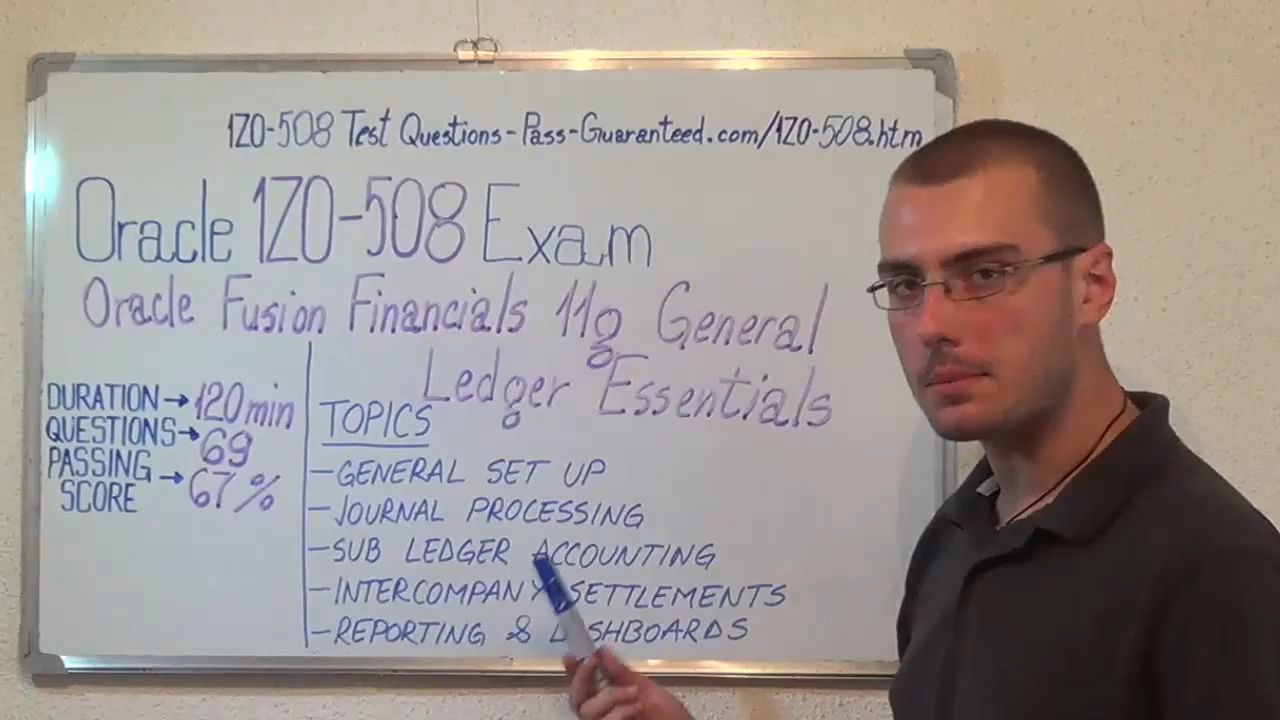 1Z0-508 Test Questions-Pass-Guaranteed.com/1Z0-508.htm
Oracle 1Z0-508 Exam
Oracle Fusion Financials 11g General
Ledger Essentials
DURATION→120min
QUESTIONS→69
PASSING
SCORE →67%
TOPICS
-GENERAL SET UP
-JOURNAL PROCESSING
-SUB LEDGER ACCOUNTING
-INTERCOMPANY SETTLEMENTS
-REPORTING & DASHBOARDS